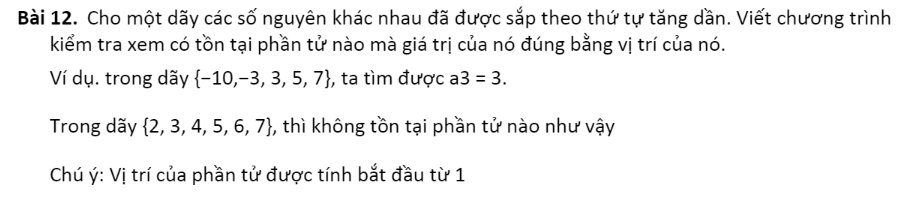 Bài 12. Cho một dãy các số nguyên khác nhau đã được sắp theo thứ tự tăng dần. Viết chương trình
kiểm tra xem có tồn tại phần tử nào mà giá trị của nó đúng bằng vị trí của nó.
Ví dụ. trong dãy {−10,−3, 3, 5, 7}, ta tìm được a3 = 3.
Trong dãy {2, 3, 4, 5, 6, 7}, thì không tồn tại phần tử nào như vậy
Chú ý: Vị trí của phần tử được tính bắt đầu từ 1